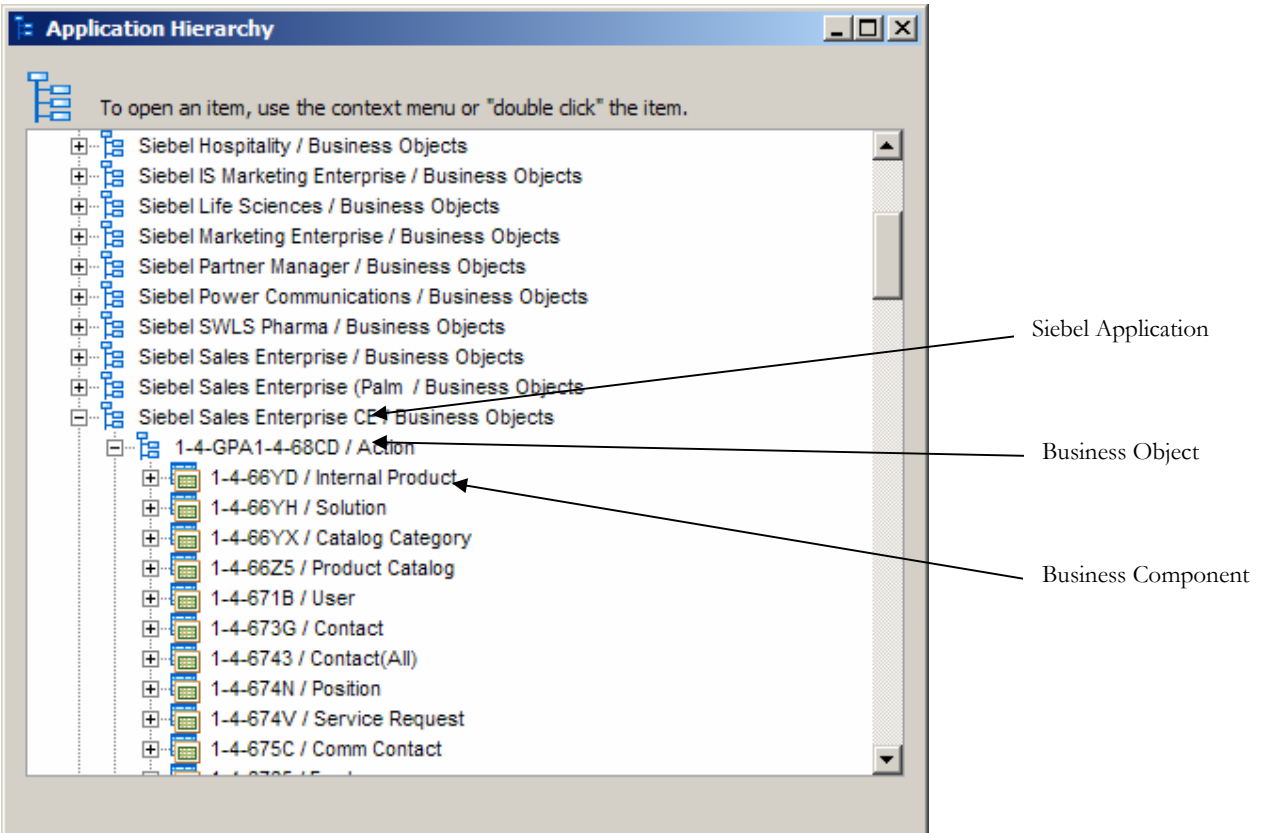 Application Hierarchy
To open an item, use the context menu or "double click" the item.
Siebel Hospitality / Business Objects
Siebel IS Marketing Enterprise / Business Objects
Siebel Life Sciences / Business Objects
Siebel Marketing Enterprise / Business Objects
Siebel Partner Manager / Business Objects
Siebel Power Communications / Business Objects
Siebel SWLS Pharma / Business Objects
Siebel Application
Siebel Sales Enterprise / Business Objects
Siebel Sales Enterprise (Palm / Business Objects
Siebel Sales Enterprise CE / Business Objects
1-4-GPA1-4-68CD / Action
Business Object
1-4-66YD / Internal Product
1-4-66YH / Solution
1-4-66YX / Catalog Category
1-4-66Z5 / Product Catalog
Business Component
1-4-671B / User
1-4-673G / Contact
1-4-6743 / Contact(All)
1-4-674N / Position
1-4-674V / Service Request
1-4-675C / Comm Contact